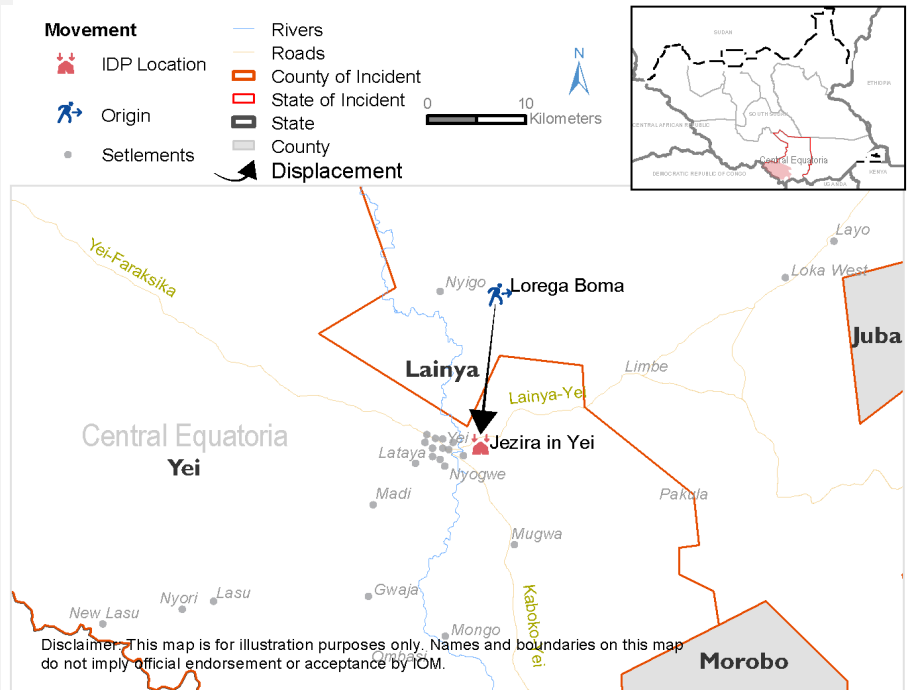 Movement
IDP Location
Origin
Setlements
Rivers
Roads
County of Incident
State of Incident
State
County
Displacement
N
0 10
Kilometers
SUDAN
ETHIOPIA
SOUTH SUDAN
CENTRAL AFRICAN REPUBLIC
Central Equatoria
DEMOCRATIC REPUBLIC OF CONGO
KENYA
UGANDA
Layo
Yei-Faraksika
Loka West
Nyigo
Lorega Boma
Juba
Lainya
Limbe
Lainya-Yei
Central Equatoria
Yei
Jezira in Yei
Lataya
Yei
Nyogwe
Madi
Pakula
Mugwa
Gwaja
Kaboko-Yei
Lasu
Nyori
New Lasu
Mongo
Disclaimer: This map is for illustration purposes only. Names and boundaries on this map
do not imply official endorsement or acceptance by IOM.
Ombasi
Morobo